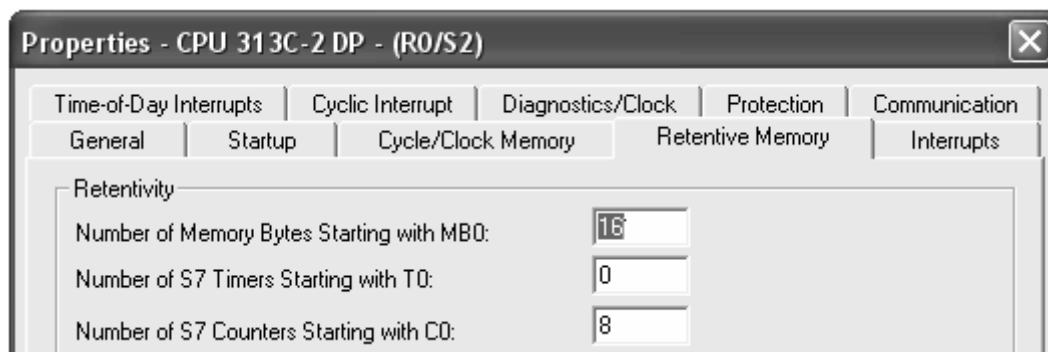 Properties - CPU 313C-2 DP - (R0/S2)
Time-of-Day Interrupts Cyclic Interrupt Diagnostics/Clock Protection Communication
General Startup Cycle/Clock Memory Retentive Memory Interrupts
Retentivity
Number of Memory Bytes Starting with MB0: 16
Number of S7 Timers Starting with T0: 0
Number of S7 Counters Starting with C0: 8